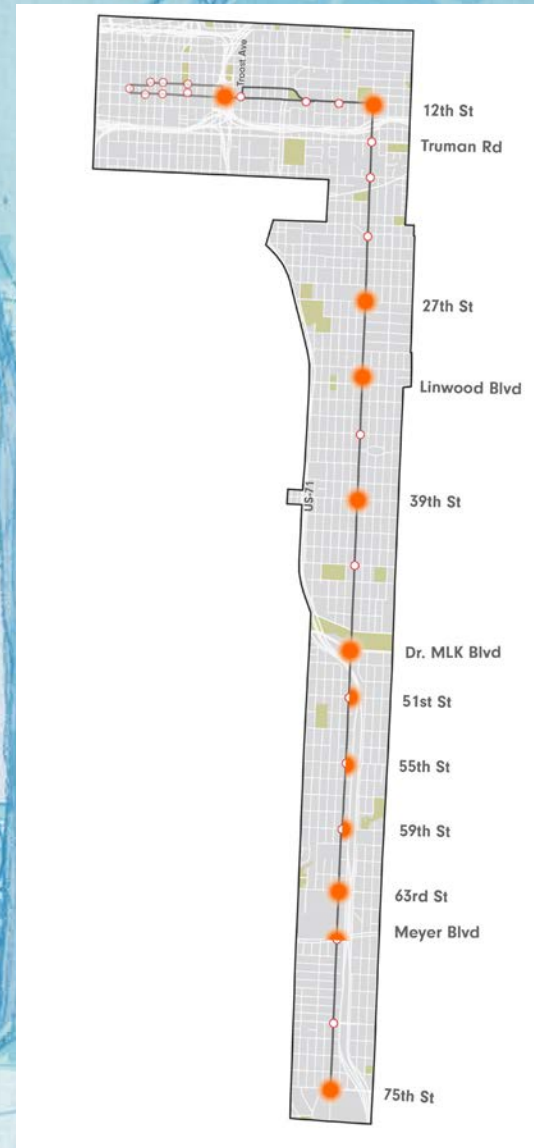 Troost Ave
12th St
Truman Rd
27th St
Linwood Blvd
39th St
US-71
Dr. MLK Blvd
51st St
55th St
59th St
63rd St
Meyer Blvd
75th St